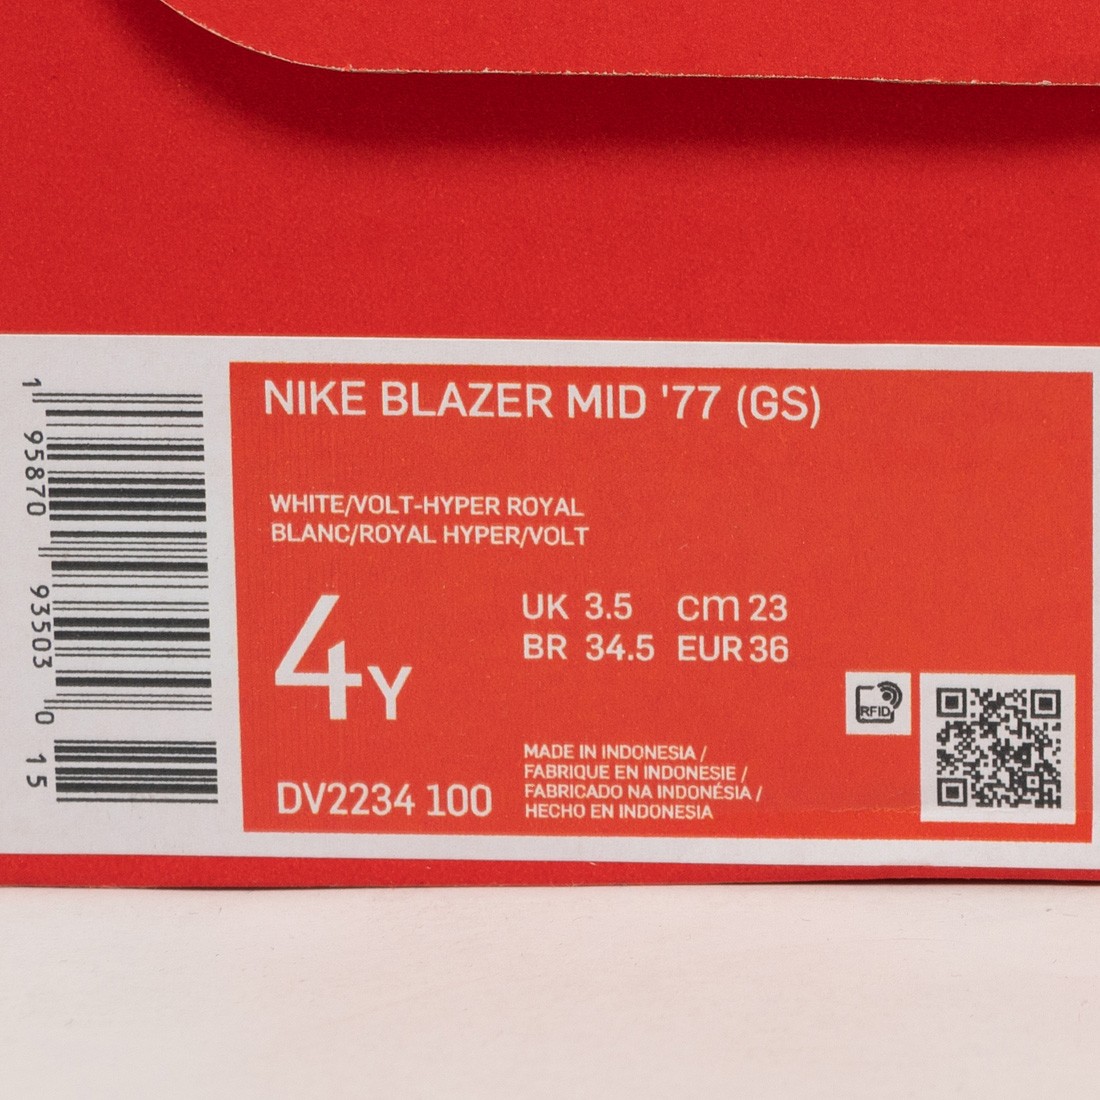 1 95870 93503 0 15
NIKE BLAZER MID '77 (GS)
WHITE/VOLT-HYPER ROYAL
BLANC/ROYAL HYPER/VOLT
4Y
UK 3.5 cm 23
BR 34.5 EUR 36
RFID
DV2234 100
MADE IN INDONESIA /
FABRIQUE EN INDONESIE /
FABRICADO NA INDONÉSIA /
HECHO EN INDONESIA